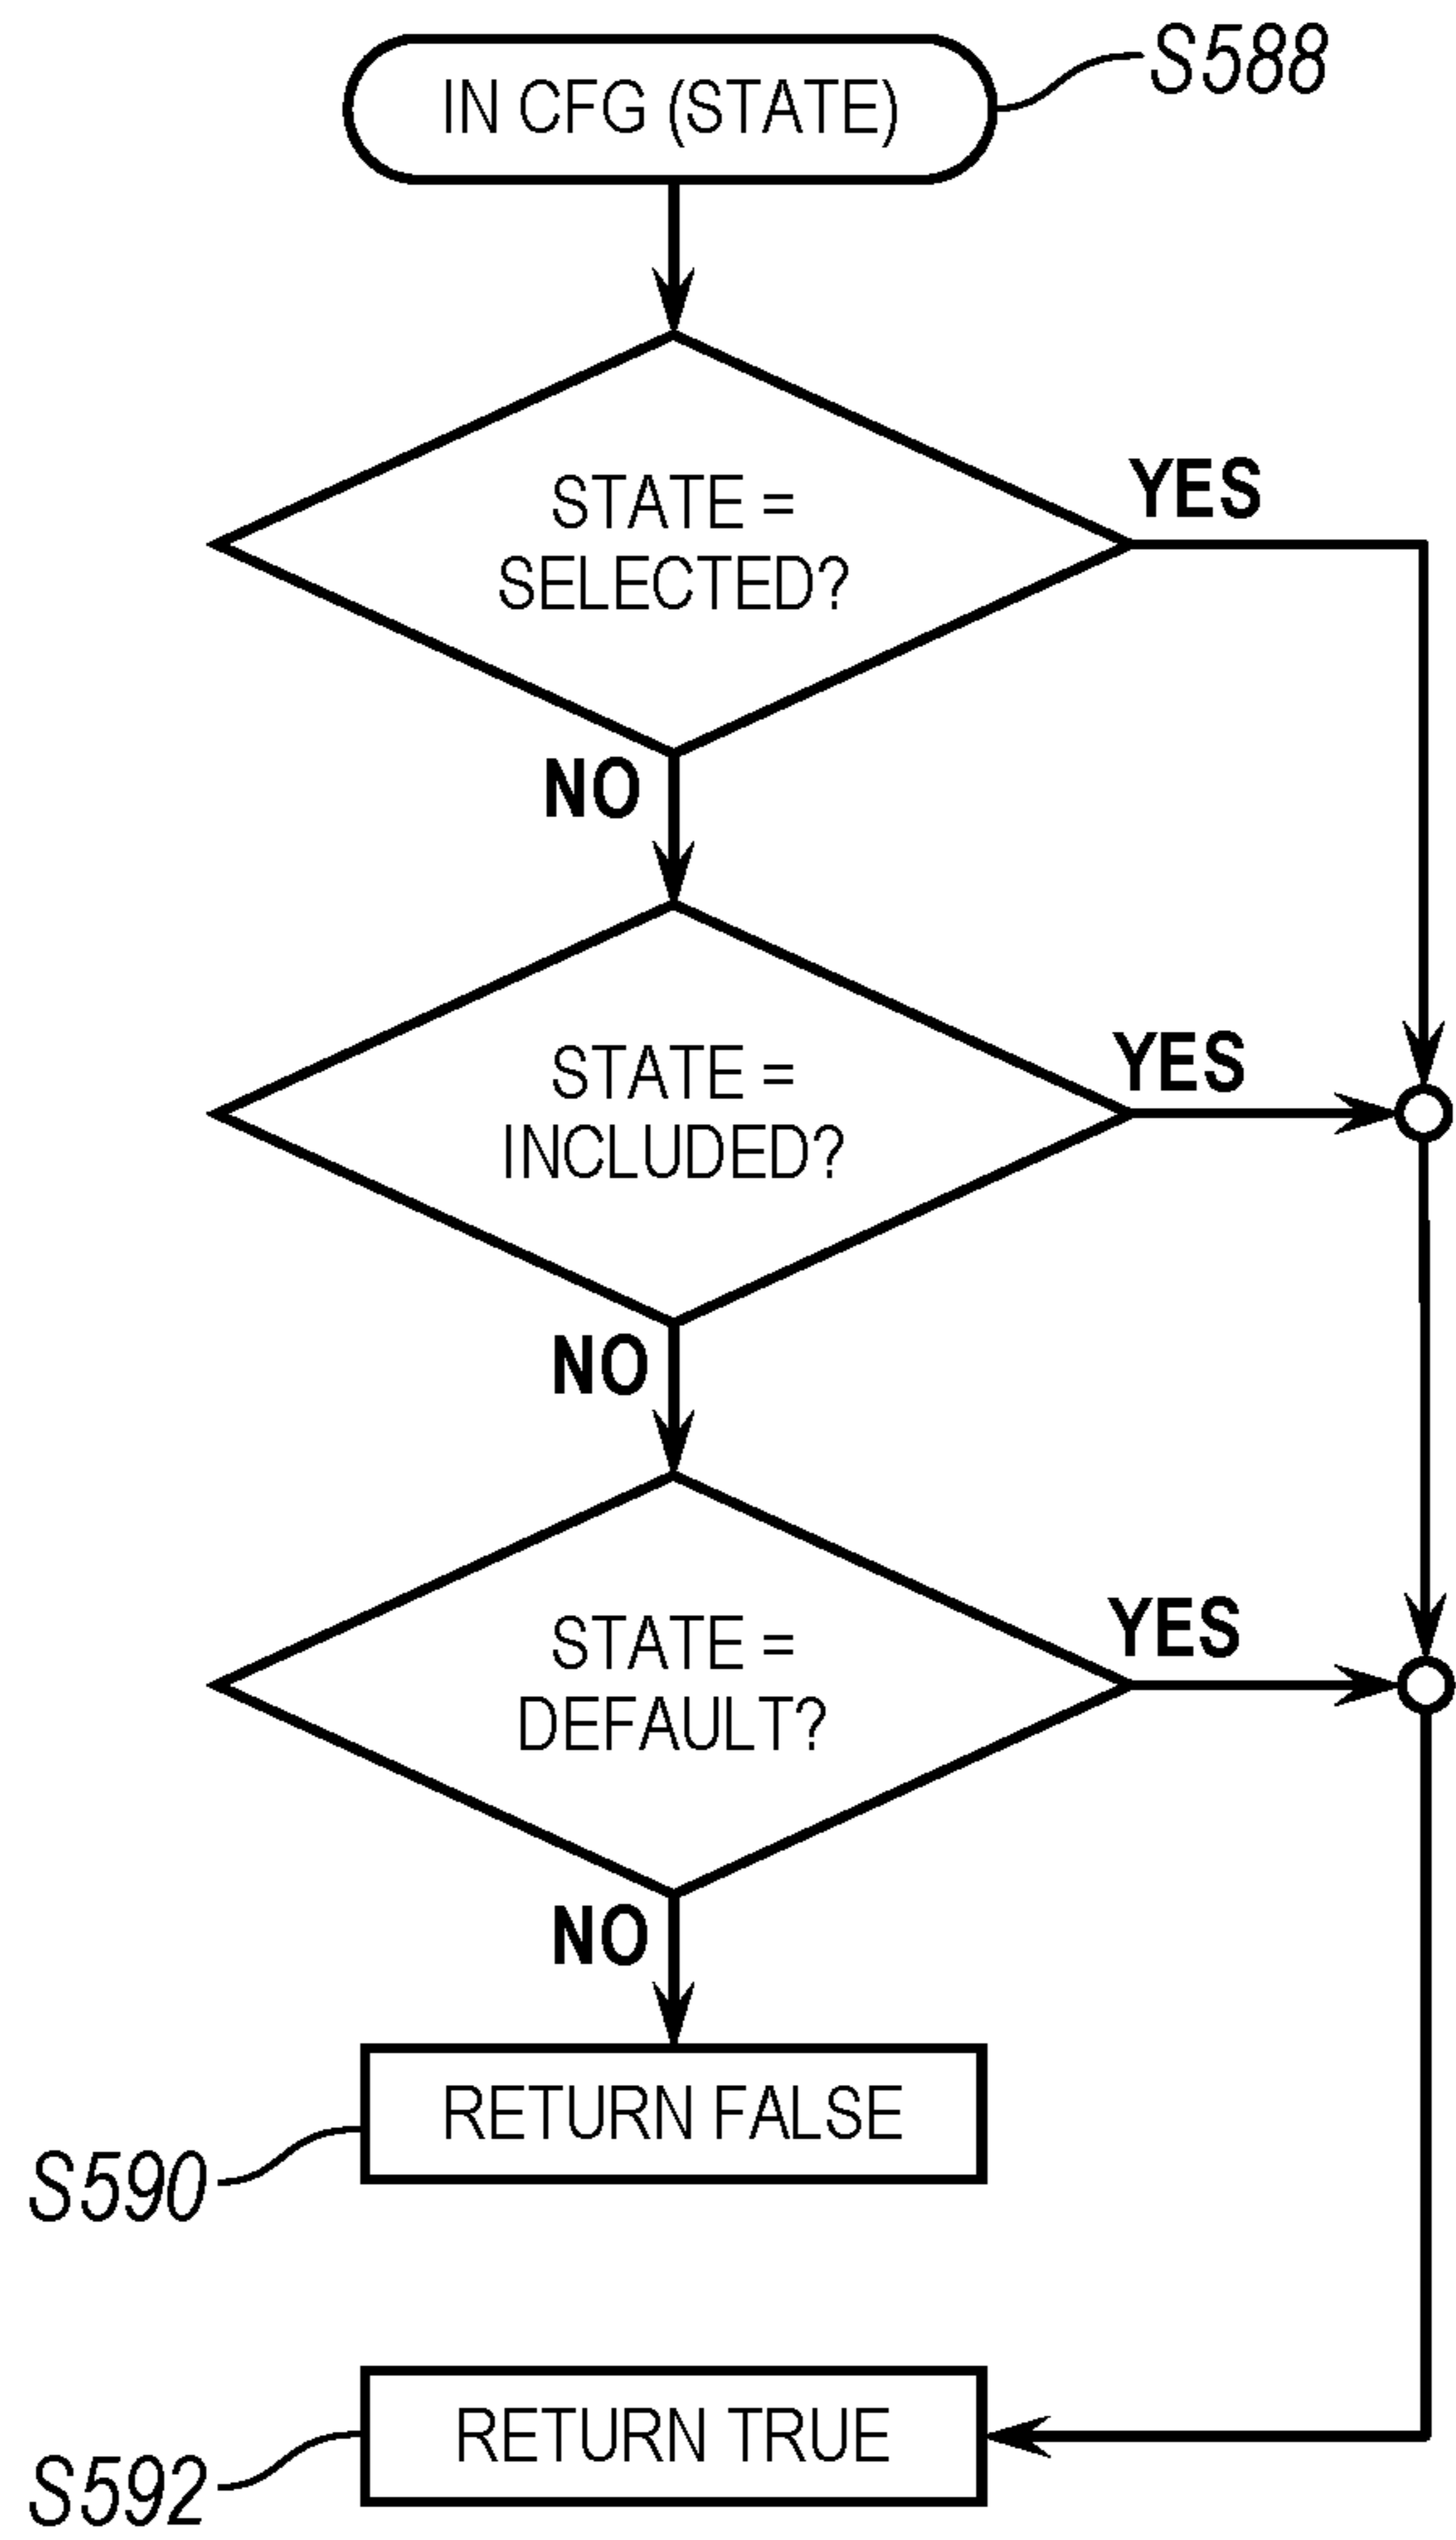 IN CFG (STATE)
S588
STATE =
SELECTED?
YES
NO
STATE =
INCLUDED?
YES
NO
STATE =
DEFAULT?
YES
NO
RETURN FALSE
S590
RETURN TRUE
S592